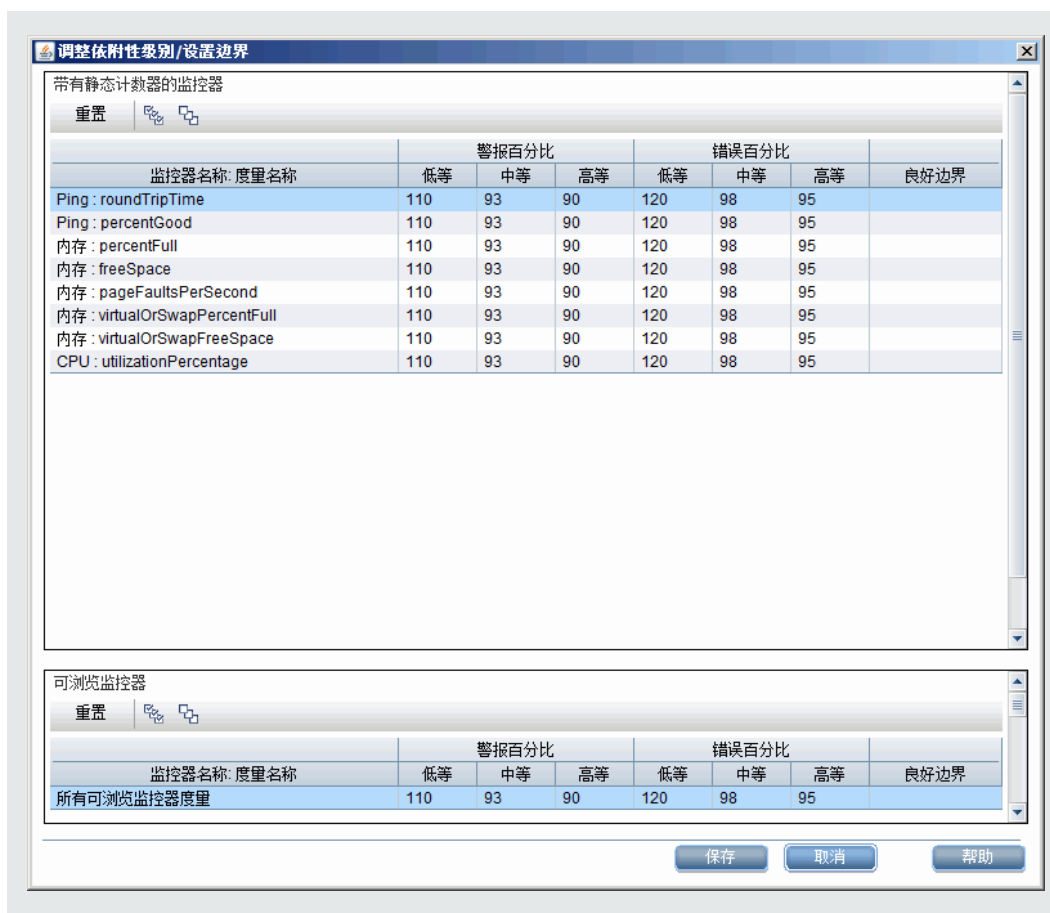 调整依附性级别/设置边界
带有静态计数器的监控器
重置
警报百分比 错误百分比
监控器名称: 度量名称 低等 中等 高等 低等 中等 高等 良好边界
Ping : roundTripTime 110 93 90 120 98 95
Ping : percentGood 110 93 90 120 98 95
内存 : percentFull 110 93 90 120 98 95
内存 : freeSpace 110 93 90 120 98 95
内存 : pageFaultsPerSecond 110 93 90 120 98 95
内存 : virtualOrSwapPercentFull 110 93 90 120 98 95
内存 : virtualOrSwapFreeSpace 110 93 90 120 98 95
CPU : utilizationPercentage 110 93 90 120 98 95
可浏览监控器
重置
警报百分比 错误百分比
监控器名称: 度量名称 低等 中等 高等 低等 中等 高等 良好边界
所有可浏览监控器度量 110 93 90 120 98 95
保存 取消 帮助